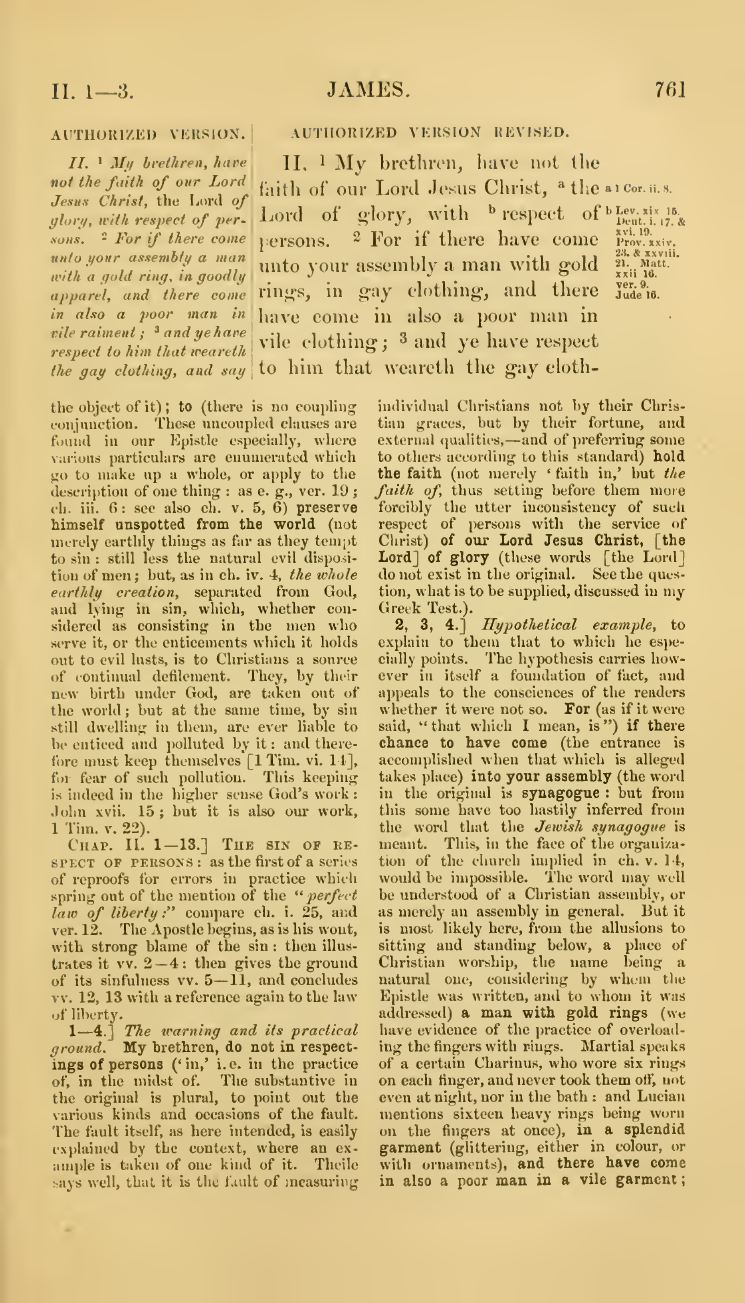 II. 1—3.
JAMES.
761
AUTHORIZED VERSION.
II. 1 My brethren, have
not the faith of our Lord
Jesus Christ, the Lord of
glory, with respect of per-
sons. 2 For if there come
unto your assembly a man
with a gold ring, in goodly
apparel, and there come
in also a poor man in
vile raiment; 3 and ye have
respect to him that weareth
the gay clothing, and say
AUTHORIZED VERSION REVISED.
II. 1 My brethren, have not the
faith of our Lord Jesus Christ, a the
Lord of glory, with b respect of
persons. 2 For if there have come
unto your assembly a man with gold
rings, in gay clothing, and there
have come in also a poor man in
vile clothing; 3 and ye have respect
to him that weareth the gay cloth-
a 1 Cor. ii. 8.
b Lev. xix 15.
Deut. i. 17. &
xvi. 19.
Prov. xxiv.
23. & xxviii.
21. Matt.
xxii 16.
ver. 9.
Jude 16.
the object of it); to (there is no coupling
conjunction. These uncoupled clauses are
found in our Epistle especially, where
various particulars are enumerated which
go to make up a whole, or apply to the
description of one thing: as e. g., ver. 19;
ch. iii. 6: see also ch. v. 5, 6) preserve
himself unspotted from the world (not
merely earthly things as far as they tempt
to sin: still less the natural evil disposi-
tion of men; but, as in ch. iv. 4, the whole
earthly creation, separated from God,
and lying in sin, which, whether con-
sidered as consisting in the men who
serve it, or the enticements which it holds
out to evil lusts, is to Christians a source
of continual defilement. They, by their
new birth under God, are taken out of
the world; but at the same time, by sin
still dwelling in them, are ever liable to
be enticed and polluted by it: and there-
fore must keep themselves [1 Tim. vi. 14],
for fear of such pollution. This keeping
is indeed in the higher sense God's work:
John xvii. 15; but it is also our work,
1 Tim. v. 22).
CHAP. II. 1—13.] THE SIN OF RE-
SPECT OF PERSONS: as the first of a series
of reproofs for errors in practice which
spring out of the mention of the "perfect
law of liberty:" compare ch. i. 25, and
ver. 12. The Apostle begins, as is his wont,
with strong blame of the sin: then illus-
trates it vv. 2—4: then gives the ground
of its sinfulness vv. 5—11, and concludes
vv. 12, 13 with a reference again to the law
of liberty.
1—4.] The warning and its practical
ground. My brethren, do not in respect-
ings of persons ('in,' i.e. in the practice
of, in the midst of. The substantive in
the original is plural, to point out the
various kinds and occasions of the fault.
The fault itself, as here intended, is easily
explained by the context, where an ex-
ample is taken of one kind of it. Theile
says well, that it is the fault of measuring
individual Christians not by their Chris-
tian graces, but by their fortune, and
external qualities,—and of preferring some
to others according to this standard) hold
the faith (not merely 'faith in,' but the
faith of, thus setting before them more
forcibly the utter inconsistency of such
respect of persons with the service of
Christ) of our Lord Jesus Christ, [the
Lord] of glory (these words [the Lord]
do not exist in the original. See the ques-
tion, what is to be supplied, discussed in my
Greek Test.).
2, 3, 4.] Hypothetical example, to
explain to them that to which he espe-
cially points. The hypothesis carries how-
ever in itself a foundation of fact, and
appeals to the consciences of the readers
whether it were not so. For (as if it were
said, "that which I mean, is") if there
chance to have come (the entrance is
accomplished when that which is alleged
takes place) into your assembly (the word
in the original is synagogue: but from
this some have too hastily inferred from
the word that the Jewish synagogue is
meant. This, in the face of the organiza-
tion of the church implied in ch. v. 14,
would be impossible. The word may well
be understood of a Christian assembly, or
as merely an assembly in general. But it
is most likely here, from the allusions to
sitting and standing below, a place of
Christian worship, the name being a
natural one, considering by whom the
Epistle was written, and to whom it was
addressed) a man with gold rings (we
have evidence of the practice of overload-
ing the fingers with rings. Martial speaks
of a certain Charinus, who wore six rings
on each finger, and never took them off, not
even at night, nor in the bath: and Lucian
mentions sixteen heavy rings being worn
on the fingers at once), in a splendid
garment (glittering, either in colour, or
with ornaments), and there have come
in also a poor man in a vile garment;